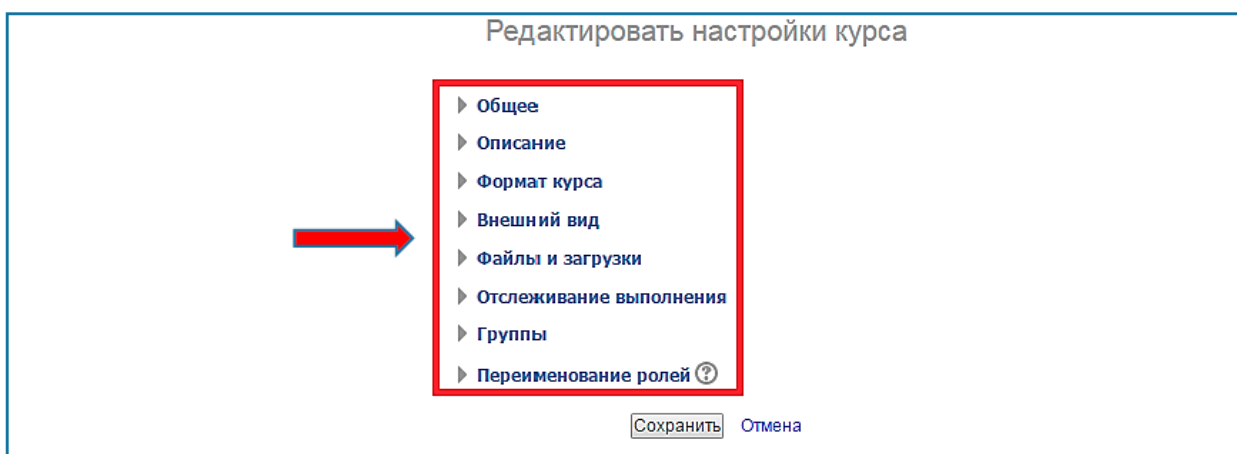 Редактировать настройки курса
Общее
Описание
Формат курса
Внешний вид
Файлы и загрузки
Отслеживание выполнения
Группы
Переименование ролей ?
Сохранить Отмена